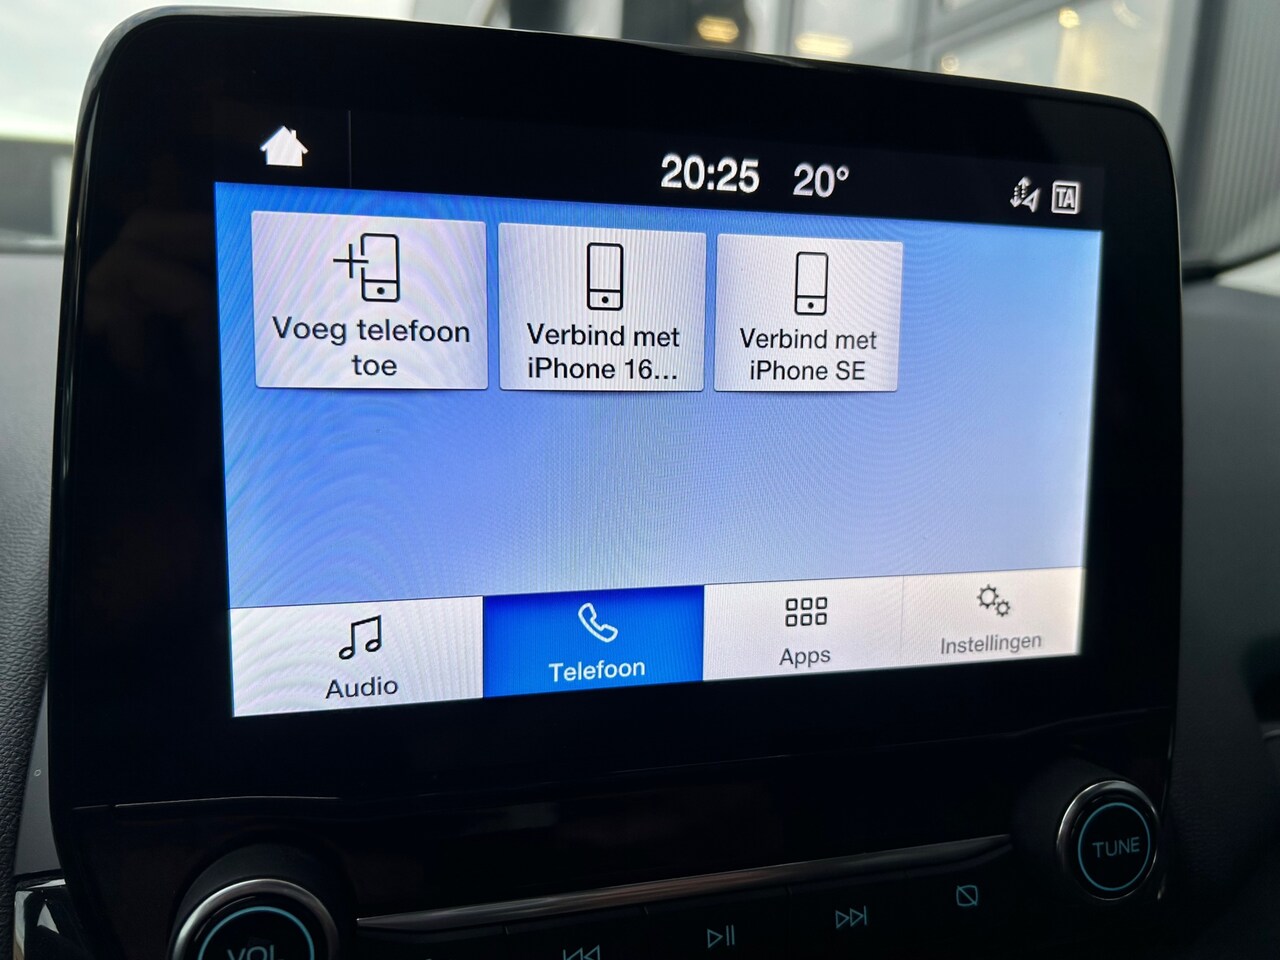 20:25 20°
TA
Voeg telefoon
toe
Verbind met
iPhone 16...
Verbind met
iPhone SE
Audio
Telefoon
Apps
Instellingen
TUNE
VOL